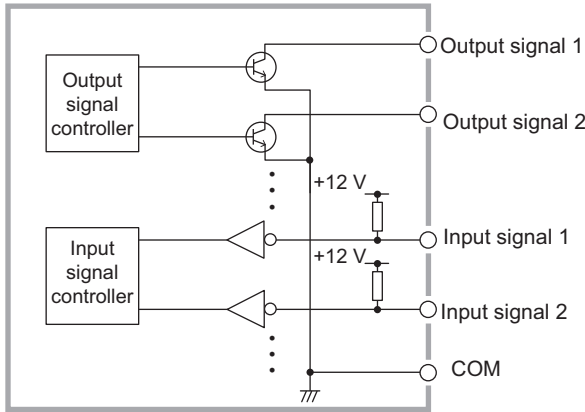 Output signal 1
Output
signal
controller
Output signal 2
+12 V
Input signal 1
Input
signal
controller
+12 V
Input signal 2
COM